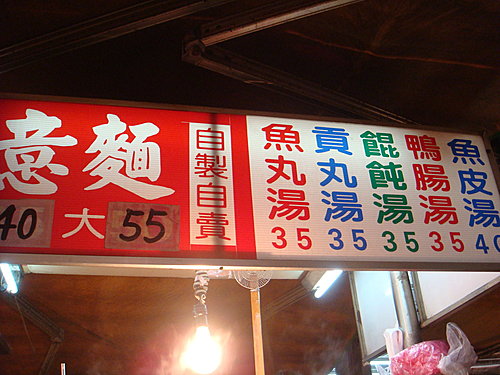 意麵
40 大 55
自製自賣
魚丸湯 35
貢丸湯 35
餛飩湯 35
鴨腸湯 35
魚皮湯 40